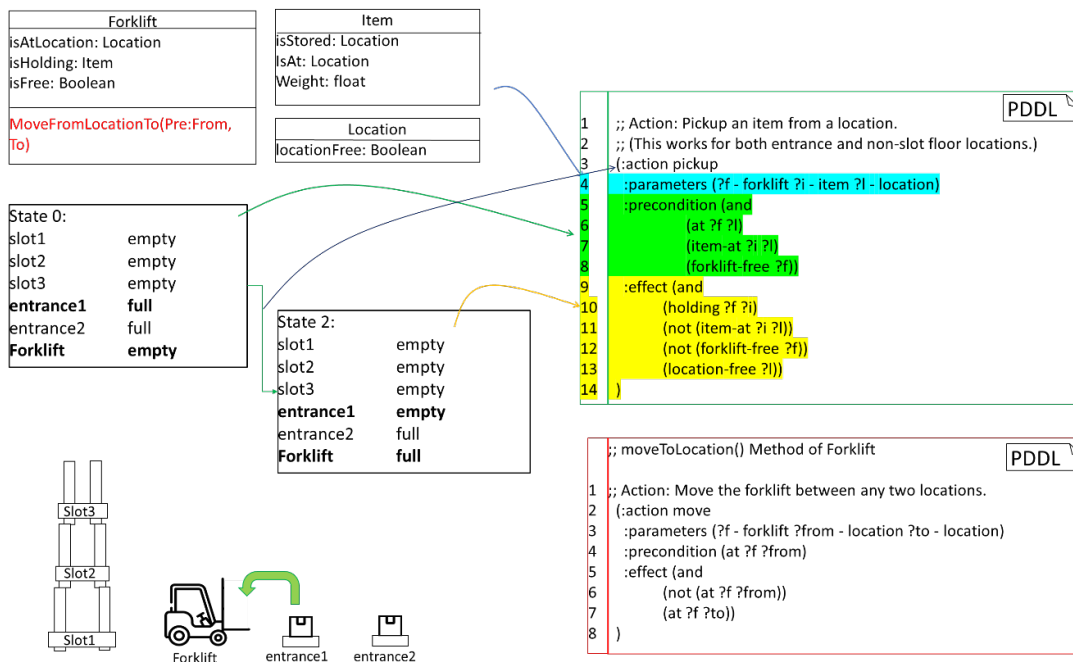 Forklift
isAtLocation: Location
isHolding: Item
isFree: Boolean
MoveFromLocationTo(Pre:From,
To)
Item
isStored: Location
IsAt: Location
Weight: float
Location
locationFree: Boolean
State 0:
slot1 empty
slot2 empty
slot3 empty
entrance1 full
entrance2 full
Forklift empty
State 2:
slot1 empty
slot2 empty
slot3 empty
entrance1 empty
entrance2 full
Forklift full
PDDL
1 ;; Action: Pickup an item from a location.
2 ;; (This works for both entrance and non-slot floor locations.)
3 (:action pickup
4 :parameters (?f - forklift ?i - item ?l - location)
5 :precondition (and
6 (at ?f ?l)
7 (item-at ?i ?l)
8 (forklift-free ?f))
9 :effect (and
10 (holding ?f ?i)
11 (not (item-at ?i ?l))
12 (not (forklift-free ?f))
13 (location-free ?l))
14 )
;; moveToLocation() Method of Forklift
PDDL
1 ;; Action: Move the forklift between any two locations.
2 (:action move
3 :parameters (?f - forklift ?from - location ?to - location)
4 :precondition (at ?f ?from)
5 :effect (and
6 (not (at ?f ?from))
7 (at ?f ?to))
8 )
Slot3
Slot2
Slot1
Forklift
entrance1
entrance2